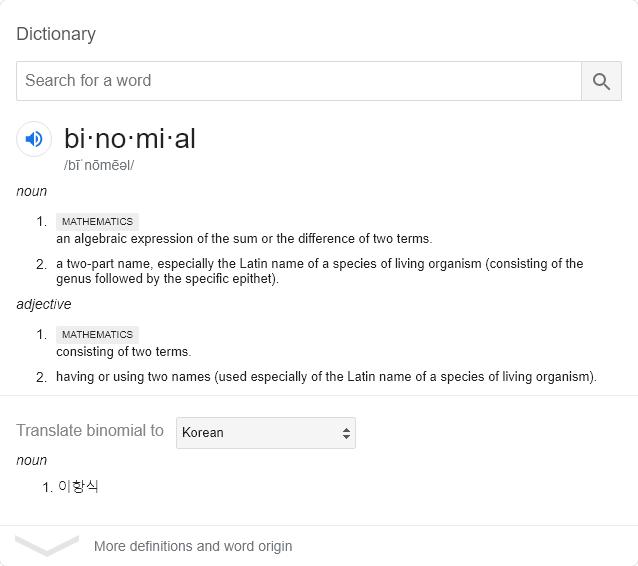 Dictionary
Search for a word
bi·no·mi·al
/bīˈnōmēəl/
noun
1. MATHEMATICS
an algebraic expression of the sum or the difference of two terms.
2. a two-part name, especially the Latin name of a species of living organism (consisting of the
genus followed by the specific epithet).
adjective
1. MATHEMATICS
consisting of two terms.
2. having or using two names (used especially of the Latin name of a species of living organism).
Translate binomial to Korean
noun
1. 이항식
More definitions and word origin